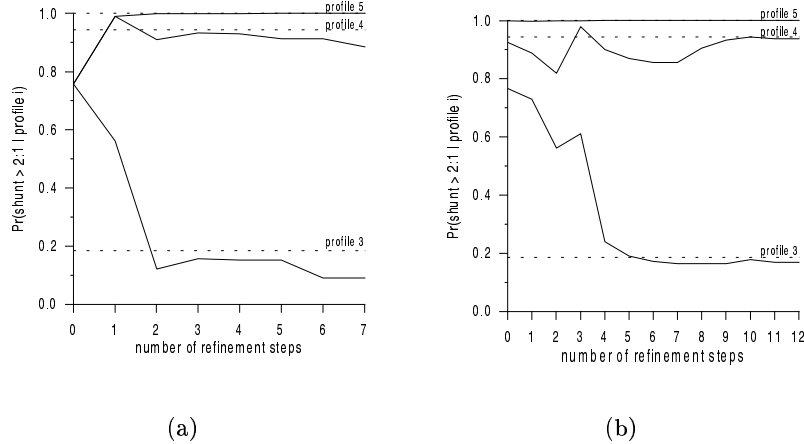 1.0
0.8
0.6
0.4
0.2
0.0
Pr(shunt > 2:1 | profile i)
profile 5
profile 4
profile 3
0 1 2 3 4 5 6 7
number of refinement steps
(a)
1.0
0.8
0.6
0.4
0.2
0.0
Pr(shunt > 2:1 | profile i)
profile 5
profile 4
profile 3
0 1 2 3 4 5 6 7 8 9 10 11 12
number of refinement steps
(b)